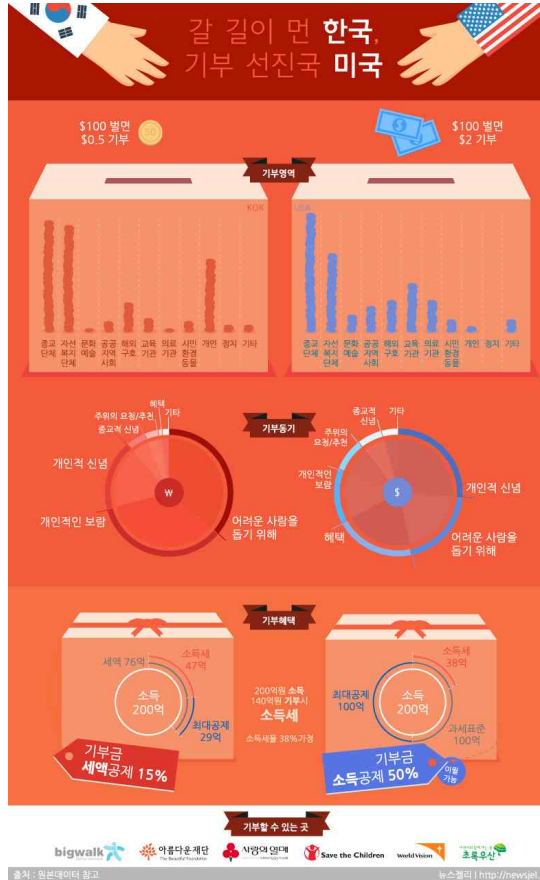 갈 길이 먼 한국,
기부 선진국 미국
$100 벌면
$0.5 기부
50
$100 벌면
$2 기부
기부영역
KOR
USA
종교
단체
자선
복지
단체
문화
예술
공공
지역
사회
해외
구호
교육
기관
의료
기관
시민
환경
동물
개인
정치
기타
종교
단체
자선
복지
단체
문화
예술
공공
지역
사회
해외
구호
교육
기관
의료
기관
시민
환경
동물
개인
정치
기타
기부동기
혜택
기타
주위의 요청/추천
종교적 신념
개인적 신념
개인적인 보람
어려운 사람을
돕기 위해
₩
종교적
신념
기타
주위의
요청/추천
개인적인
보람
혜택
개인적 신념
어려운 사람을
돕기 위해
$
기부혜택
세액 76억
소득세
47억
소득
200억
최대공제
29억
기부금
세액공제 15%
200억원 소득
140억원 기부시
소득세
소득세율 38%가정
소득세
38억
최대공제
100억
소득
200억
과세표준
100억
기부금
소득공제 50%
이월
가능
기부할 수 있는 곳
bigwalk
아름다운재단
The Beautiful Foundation
사랑의열매
Save the Children
World Vision
초록우산
출처 : 원본데이터 참고
뉴스젤리 | http://newsjel